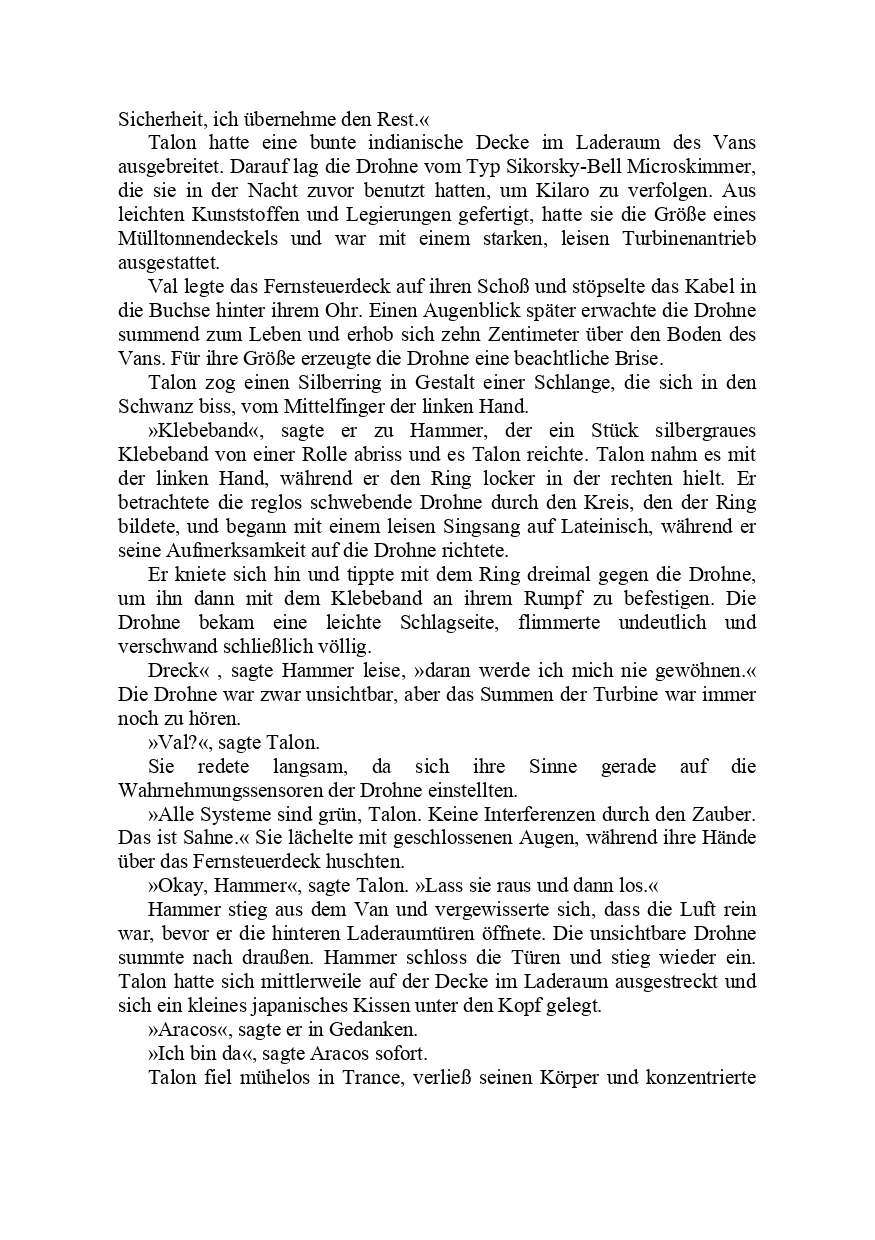 Sicherheit, ich übernehme den Rest.«
Talon hatte eine bunte indianische Decke im Laderaum des Vans
ausgebreitet. Darauf lag die Drohne vom Typ Sikorsky-Bell Microskimmer,
die sie in der Nacht zuvor benutzt hatten, um Kilaro zu verfolgen. Aus
leichten Kunststoffen und Legierungen gefertigt, hatte sie die Größe eines
Mülltonnendeckels und war mit einem starken, leisen Turbinenantrieb
ausgestattet.
Val legte das Fernsteuerdeck auf ihren Schoß und stöpselte das Kabel in
die Buchse hinter ihrem Ohr. Einen Augenblick später erwachte die Drohne
summend zum Leben und erhob sich zehn Zentimeter über den Boden des
Vans. Für ihre Größe erzeugte die Drohne eine beachtliche Brise.
Talon zog einen Silberring in Gestalt einer Schlange, die sich in den
Schwanz biss, vom Mittelfinger der linken Hand.
»Klebeband«, sagte er zu Hammer, der ein Stück silbergraues
Klebeband von einer Rolle abriss und es Talon reichte. Talon nahm es mit
der linken Hand, während er den Ring locker in der rechten hielt. Er
betrachtete die reglos schwebende Drohne durch den Kreis, den der Ring
bildete, und begann mit einem leisen Singsang auf Lateinisch, während er
seine Aufmerksamkeit auf die Drohne richtete.
Er kniete sich hin und tippte mit dem Ring dreimal gegen die Drohne,
um ihn dann mit dem Klebeband an ihrem Rumpf zu befestigen. Die
Drohne bekam eine leichte Schlagseite, flimmerte undeutlich und
verschwand schließlich völlig.
Dreck« , sagte Hammer leise, »daran werde ich mich nie gewöhnen.«
Die Drohne war zwar unsichtbar, aber das Summen der Turbine war immer
noch zu hören.
»Val?«, sagte Talon.
Sie redete langsam, da sich ihre Sinne gerade auf die
Wahrnehmungssensoren der Drohne einstellten.
»Alle Systeme sind grün, Talon. Keine Interferenzen durch den Zauber.
Das ist Sahne.« Sie lächelte mit geschlossenen Augen, während ihre Hände
über das Fernsteuerdeck huschten.
»Okay, Hammer«, sagte Talon. »Lass sie raus und dann los.«
Hammer stieg aus dem Van und vergewisserte sich, dass die Luft rein
war, bevor er die hinteren Laderaumtüren öffnete. Die unsichtbare Drohne
summte nach draußen. Hammer schloss die Türen und stieg wieder ein.
Talon hatte sich mittlerweile auf der Decke im Laderaum ausgestreckt und
sich ein kleines japanisches Kissen unter den Kopf gelegt.
»Aracos«, sagte er in Gedanken.
»Ich bin da«, sagte Aracos sofort.
Talon fiel mühelos in Trance, verließ seinen Körper und konzentrierte